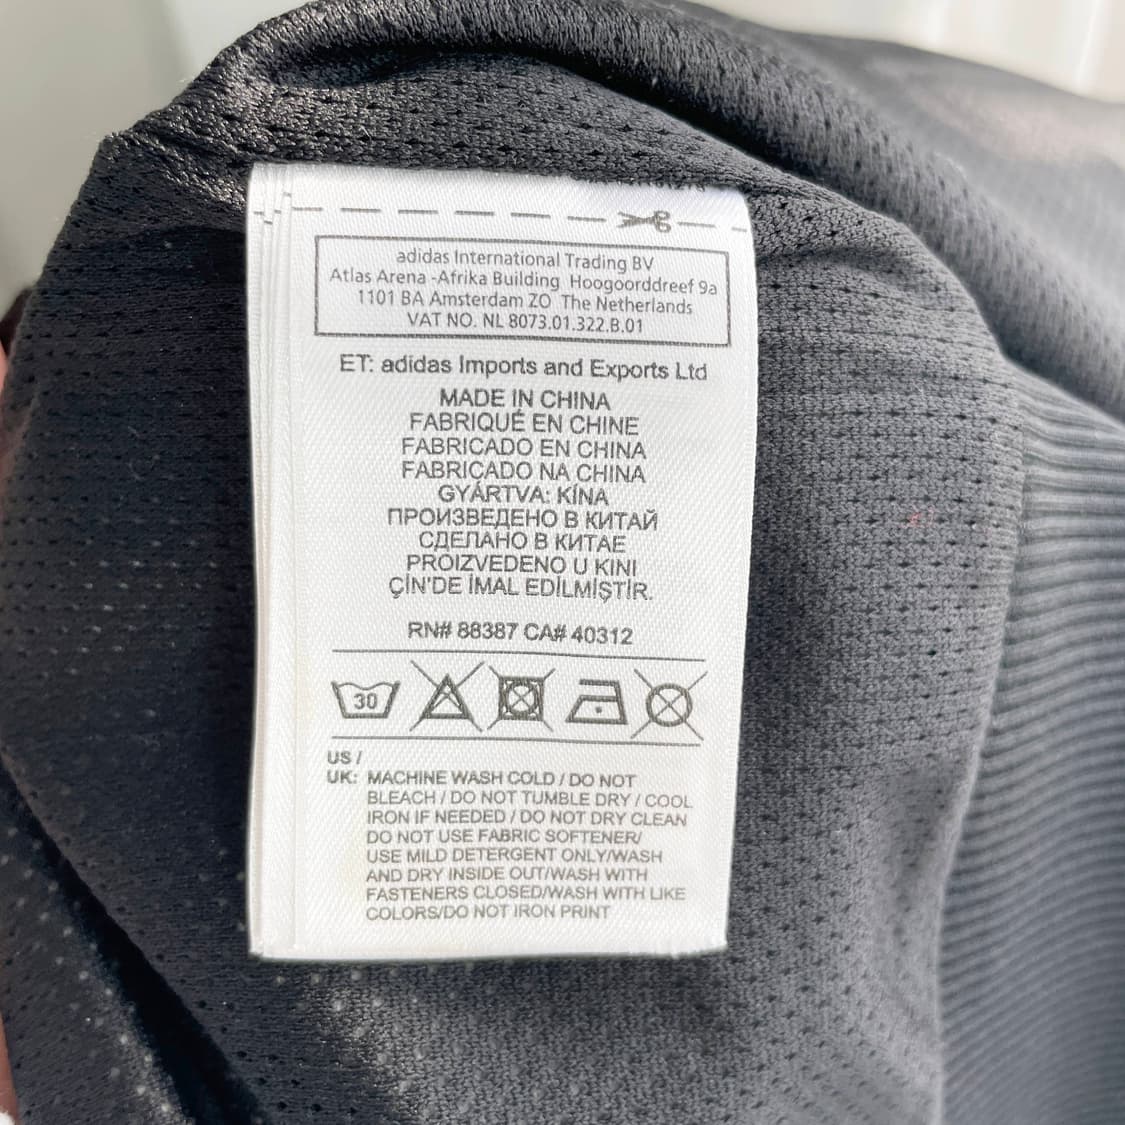 adidas International Trading BV
Atlas Arena -Afrika Building Hoogoorddreef 9a
1101 BA Amsterdam ZO The Netherlands
VAT NO. NL 8073.01.322.B.01
ET: adidas Imports and Exports Ltd
MADE IN CHINA
FABRIQUÉ EN CHINE
FABRICADO EN CHINA
FABRICADO NA CHINA
GYÁRTVA: KÍNA
ПРОИЗВЕДЕНО В КИТАЙ
СДЕЛАНО В КИТАЕ
PROIZVEDENO U KINI
ÇİN'DE İMAL EDİLMİŞTİR.
RN# 88387 CA# 40312
30
US /
UK: MACHINE WASH COLD / DO NOT
BLEACH / DO NOT TUMBLE DRY / COOL
IRON IF NEEDED / DO NOT DRY CLEAN
DO NOT USE FABRIC SOFTENER/
USE MILD DETERGENT ONLY/WASH
AND DRY INSIDE OUT/WASH WITH
FASTENERS CLOSED/WASH WITH LIKE
COLORS/DO NOT IRON PRINT